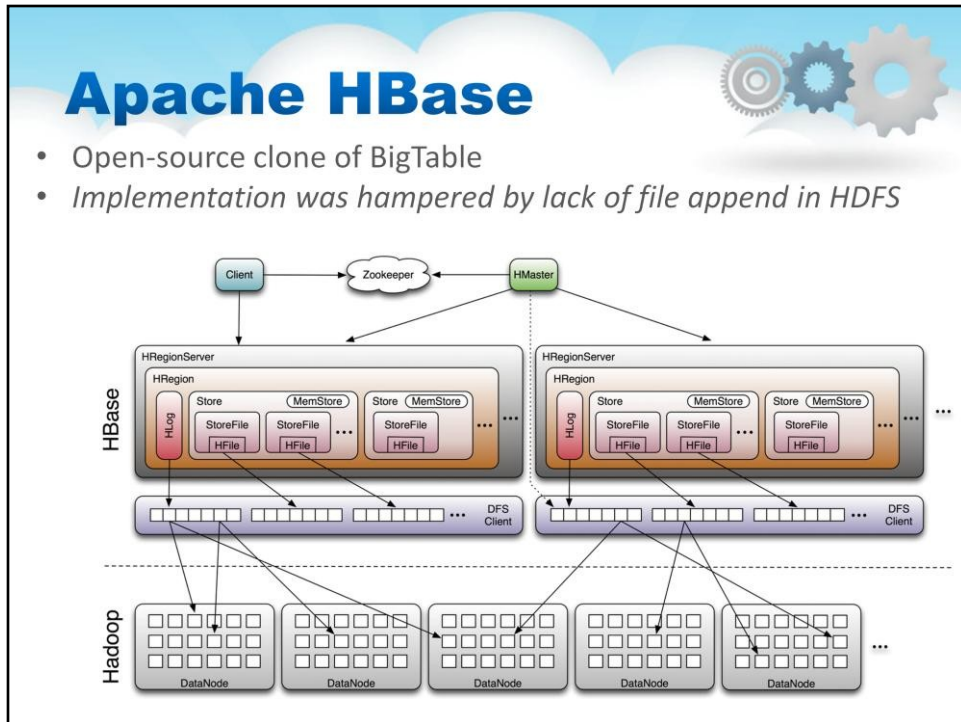 Apache HBase
• Open-source clone of BigTable
• Implementation was hampered by lack of file append in HDFS
Client
Zookeeper
HMaster
HBase
HRegionServer
HRegion
HLog
Store
MemStore
StoreFile
HFile
StoreFile
HFile
...
Store
MemStore
StoreFile
HFile
...
...
HRegionServer
HRegion
HLog
Store
MemStore
StoreFile
HFile
StoreFile
HFile
...
Store
MemStore
StoreFile
HFile
...
...
...
...
DFS
Client
...
DFS
Client
Hadoop
DataNode
DataNode
DataNode
DataNode
DataNode
...